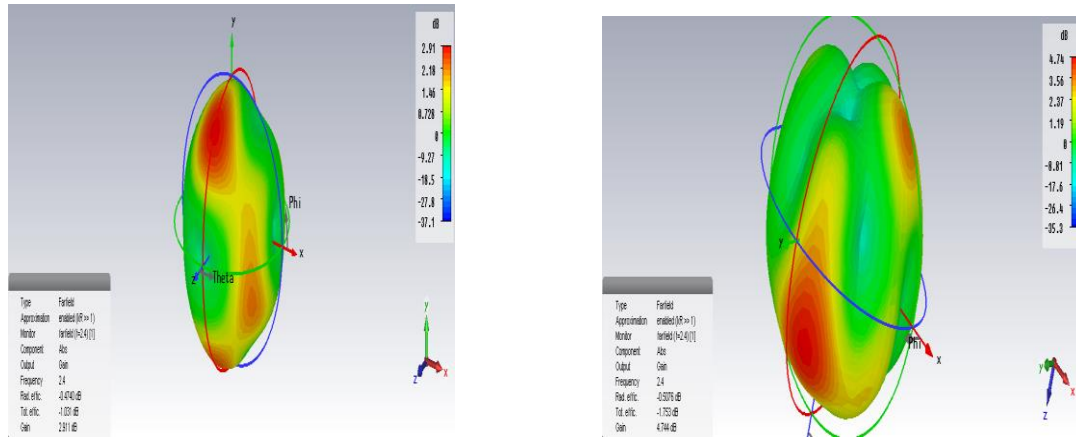 y
dB
2.91
2.18
1.46
0.728
0
-9.27
-18.5
-27.8
-37.1
Phi
x
z
Theta
Type Farfield
Approximation enabled (kR >> 1)
Monitor farfield (f=2.4) [1]
Component Abs
Output Gain
Frequency 2.4
Rad. effic. -0.4740 dB
Tot. effic. -1.031 dB
Gain 2.911 dB
y
x
z
dB
4.74
3.56
2.37
1.19
0
-8.81
-17.6
-26.4
-35.3
y
Phi
x
Type Farfield
Approximation enabled (kR >> 1)
Monitor farfield (f=2.4) [1]
Component Abs
Output Gain
Frequency 2.4
Rad. effic. -0.5076 dB
Tot. effic. -1.753 dB
Gain 4.744 dB
y
x
z